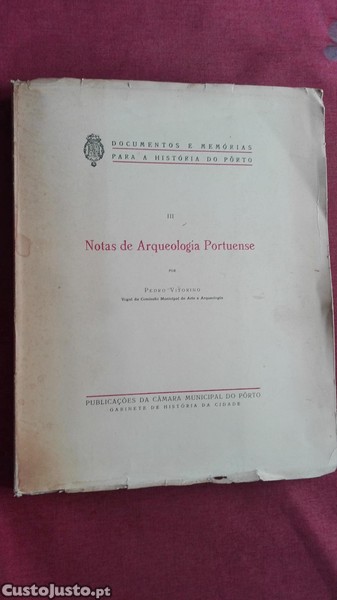 DOCUMENTOS E MEMÓRIAS
PARA A HISTÓRIA DO PÔRTO
III
Notas de Arqueologia Portuense
POR
PEDRO VITORINO
Vogal da Comissão Municipal de Arte e Arqueologia
PUBLICAÇÕES DA CÂMARA MUNICIPAL DO PÔRTO
GABINETE DE HISTÓRIA DA CIDADE
CustoJusto.pt